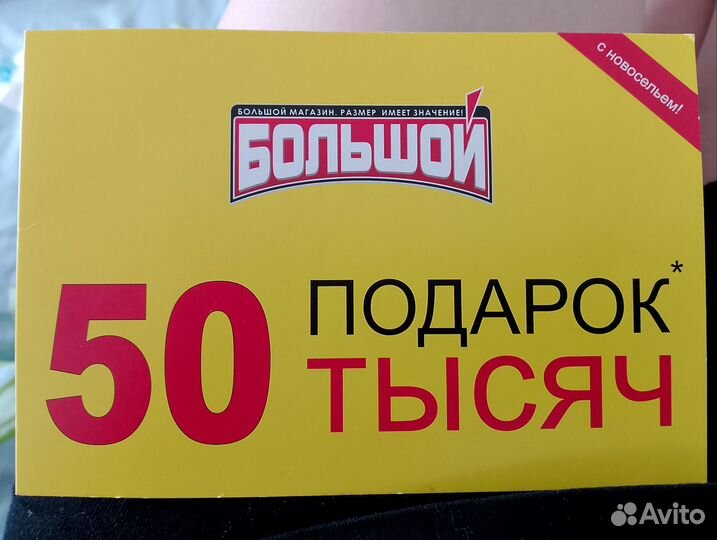 с новосельем!
БОЛЬШОЙ МАГАЗИН. РАЗМЕР ИМЕЕТ ЗНАЧЕНИЕ!
БОЛЬШОЙ
ПОДАРОК*
50 ТЫСЯЧ
Avito